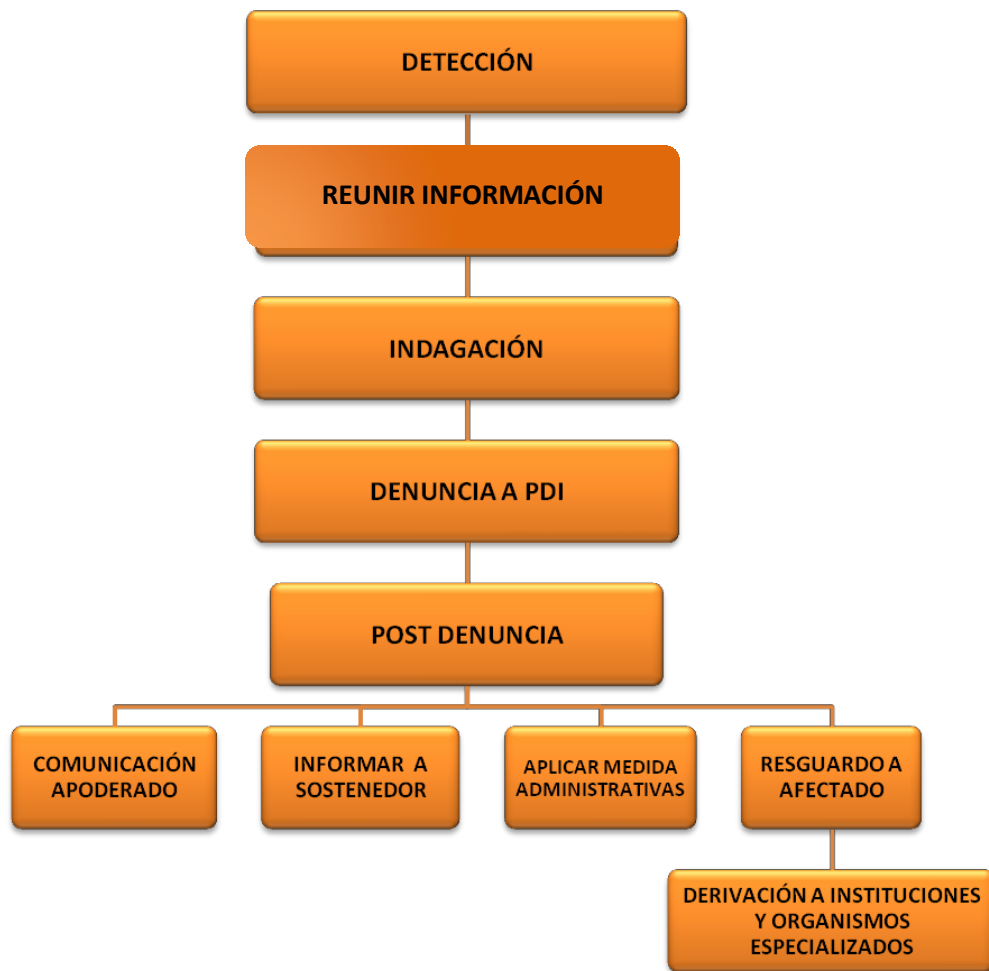 DETECCIÓN
REUNIR INFORMACIÓN
INDAGACIÓN
DENUNCIA A PDI
POST DENUNCIA
COMUNICACIÓN
APODERADO
INFORMAR A
SOSTENEDOR
APLICAR MEDIDA
ADMINISTRATIVAS
RESGUARDO A
AFECTADO
DERIVACIÓN A INSTITUCIONES
Y ORGANISMOS
ESPECIALIZADOS